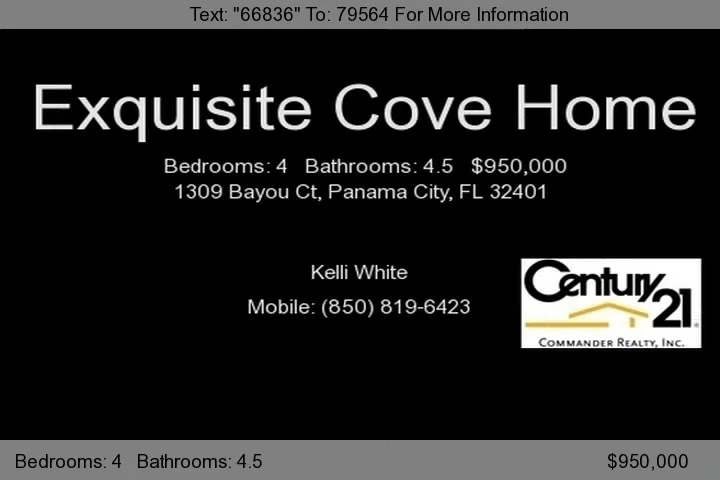 Text: "66836" To: 79564 For More Information
Exquisite Cove Home
Bedrooms: 4 Bathrooms: 4.5 $950,000
1309 Bayou Ct, Panama City, FL 32401
Kelli White
Mobile: (850) 819-6423
Century 21
Commander Realty, Inc.
Bedrooms: 4 Bathrooms: 4.5 $950,000